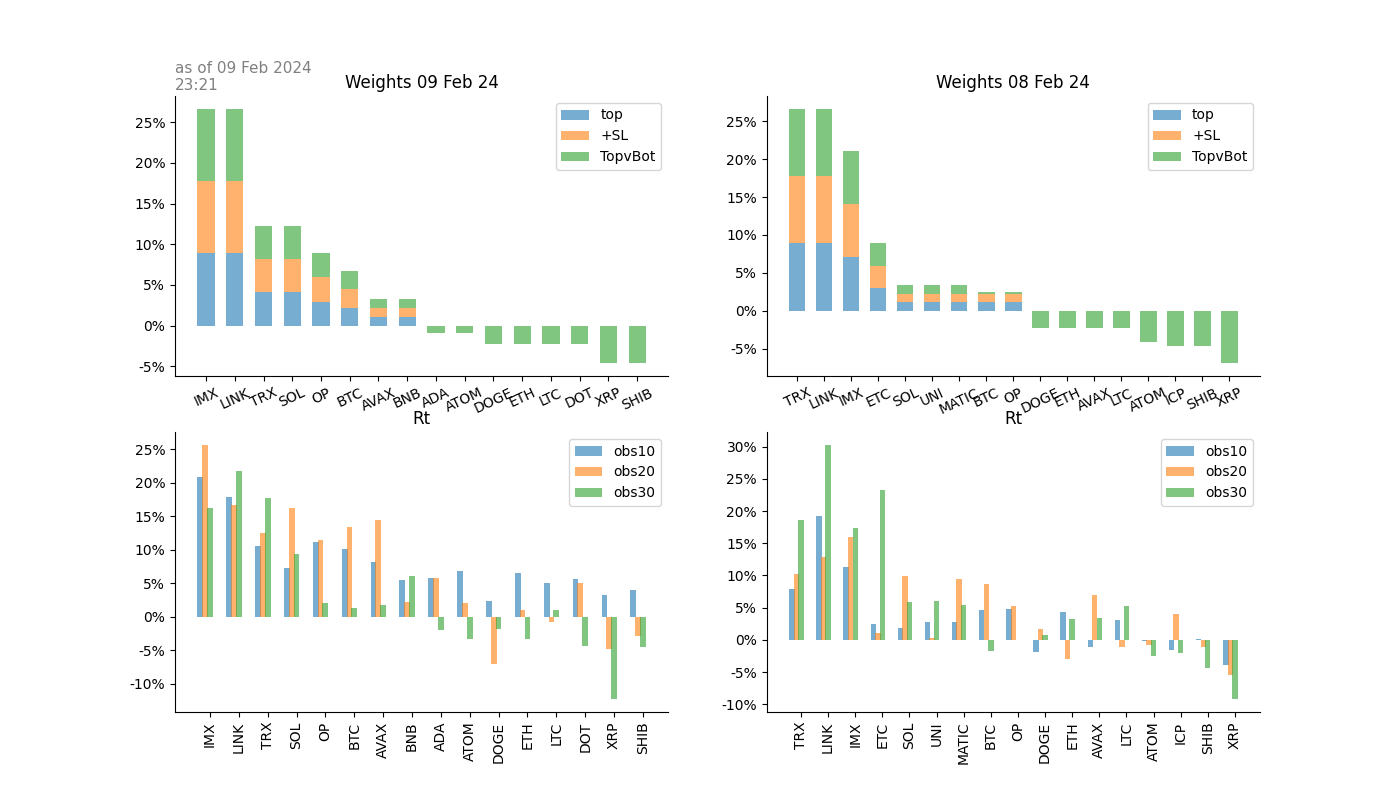 as of 09 Feb 2024
23:21
Weights 09 Feb 24
25%
20%
15%
10%
5%
0%
-5%
top
+SL
TopvBot
IMX LINK TRX SOL OP BTC AVAX BNB ADA ATOM DOGE ETH LTC DOT XRP SHIB
Weights 08 Feb 24
25%
20%
15%
10%
5%
0%
-5%
top
+SL
TopvBot
TRX LINK IMX ETC SOL UNI MATIC BTC OP DOGE ETH AVAX LTC ATOM ICP SHIB XRP
Rt
25%
20%
15%
10%
5%
0%
-5%
-10%
obs10
obs20
obs30
IMX LINK TRX SOL OP BTC AVAX BNB ADA ATOM DOGE ETH LTC DOT XRP SHIB
Rt
30%
25%
20%
15%
10%
5%
0%
-5%
-10%
obs10
obs20
obs30
TRX LINK IMX ETC SOL UNI MATIC BTC OP DOGE ETH AVAX LTC ATOM ICP SHIB XRP